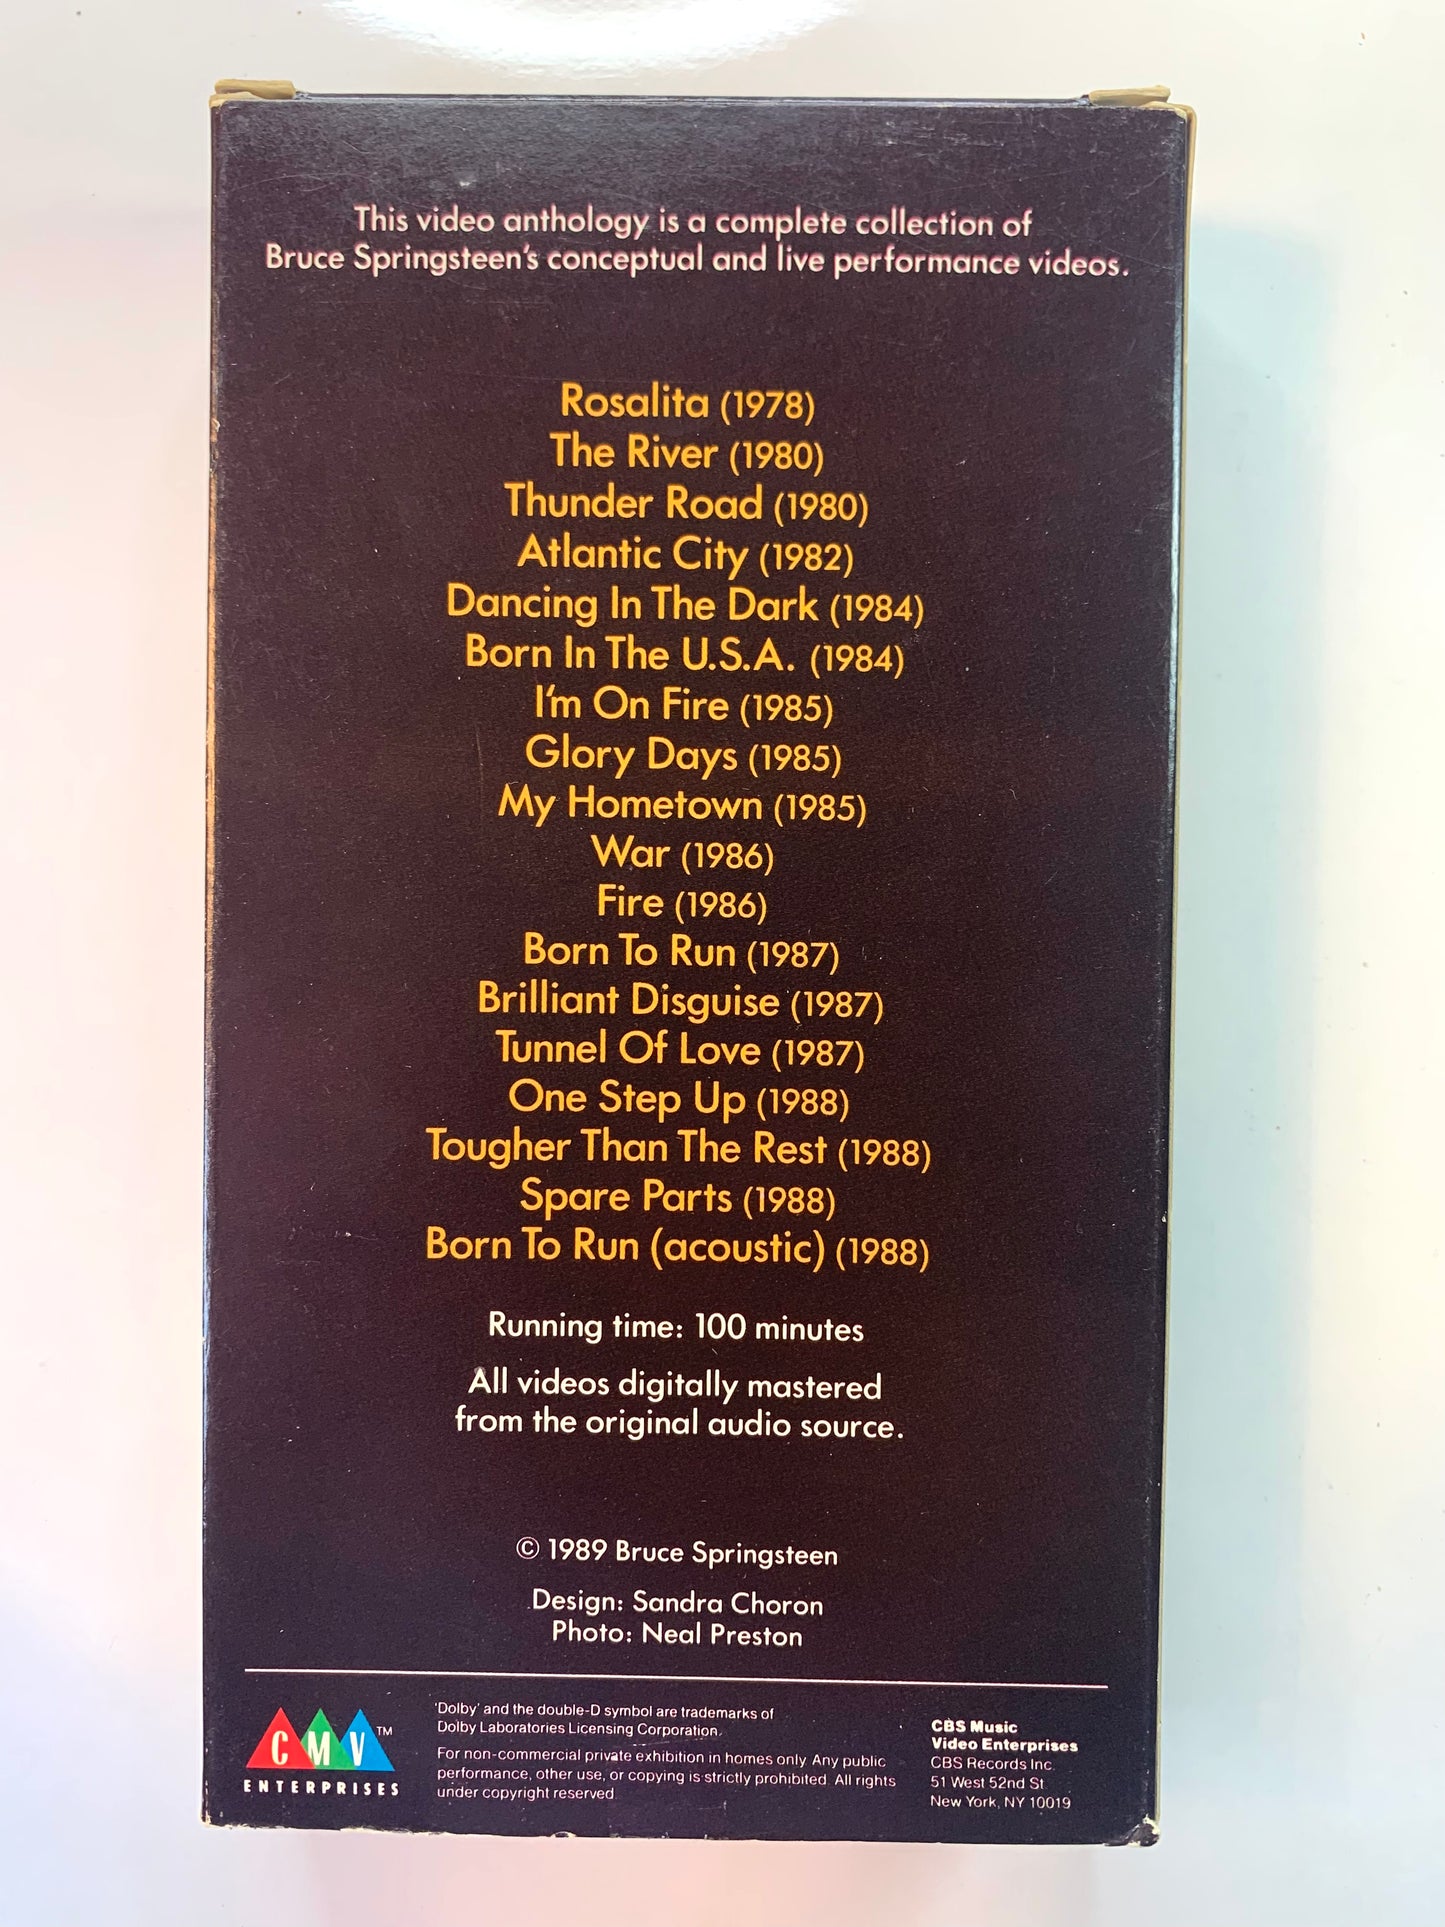 This video anthology is a complete collection of
Bruce Springsteen's conceptual and live performance videos.
Rosalita (1978)
The River (1980)
Thunder Road (1980)
Atlantic City (1982)
Dancing In The Dark (1984)
Born In The U.S.A. (1984)
I'm On Fire (1985)
Glory Days (1985)
My Hometown (1985)
War (1986)
Fire (1986)
Born To Run (1987)
Brilliant Disguise (1987)
Tunnel Of Love (1987)
One Step Up (1988)
Tougher Than The Rest (1988)
Spare Parts (1988)
Born To Run (acoustic) (1988)
Running time: 100 minutes
All videos digitally mastered
from the original audio source.
© 1989 Bruce Springsteen
Design: Sandra Choron
Photo: Neal Preston
CMV™
ENTERPRISES
'Dolby' and the double-D symbol are trademarks of
Dolby Laboratories Licensing Corporation.
For non-commercial private exhibition in homes only. Any public
performance, other use, or copying is strictly prohibited. All rights
under copyright reserved.
CBS Music
Video Enterprises
CBS Records Inc.
51 West 52nd St.
New York, NY 10019